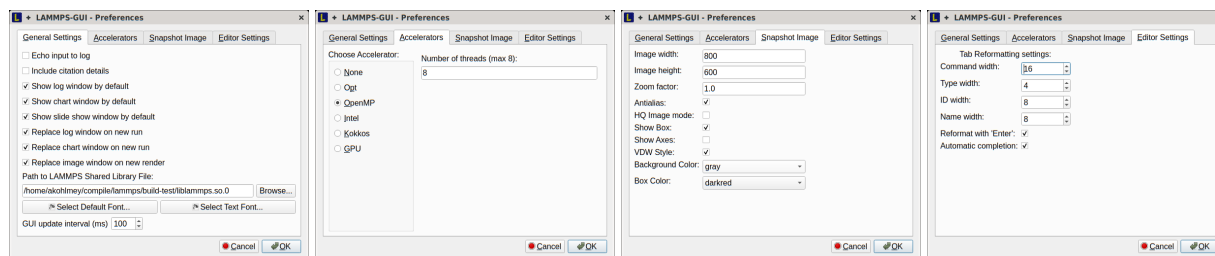 LAMMPS-GUI - Preferences
General Settings Accelerators Snapshot Image Editor Settings
Echo input to log
Include citation details
Show log window by default
Show chart window by default
Show slide show window by default
Replace log window on new run
Replace chart window on new run
Replace image window on new render
Path to LAMMPS Shared Library File:
/home/akohlmey/compile/lammps/build-test/liblammps.so.0 Browse...
Select Default Font... Select Text Font...
GUI update interval (ms) 100
Cancel OK
LAMMPS-GUI - Preferences
General Settings Accelerators Snapshot Image Editor Settings
Choose Accelerator:
None
Opt
OpenMP
Intel
Kokkos
GPU
Number of threads (max 8):
8
Cancel OK
LAMMPS-GUI - Preferences
General Settings Accelerators Snapshot Image Editor Settings
Image width: 800
Image height: 600
Zoom factor: 1.0
Antialias:
HQ Image mode:
Show Box:
Show Axes:
VDW Style:
Background Color: gray
Box Color: darkred
Cancel OK
LAMMPS-GUI - Preferences
General Settings Accelerators Snapshot Image Editor Settings
Tab Reformatting settings:
Command width: 16
Type width: 4
ID width: 8
Name width: 8
Reformat with 'Enter':
Automatic completion:
Cancel OK